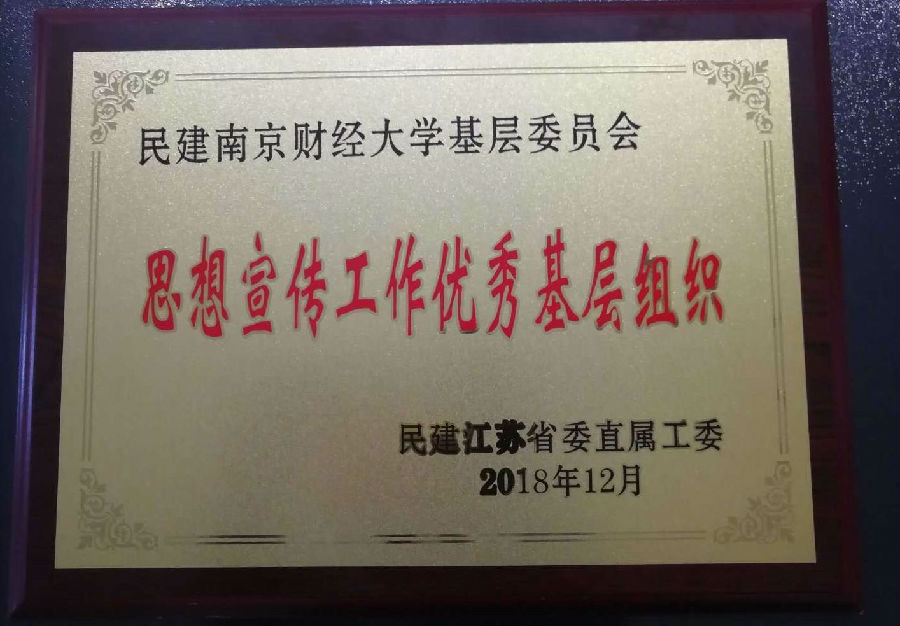 民建南京财经大学基层委员会
思想宣传工作优秀基层组织
民建江苏省委直属工委
2018年12月